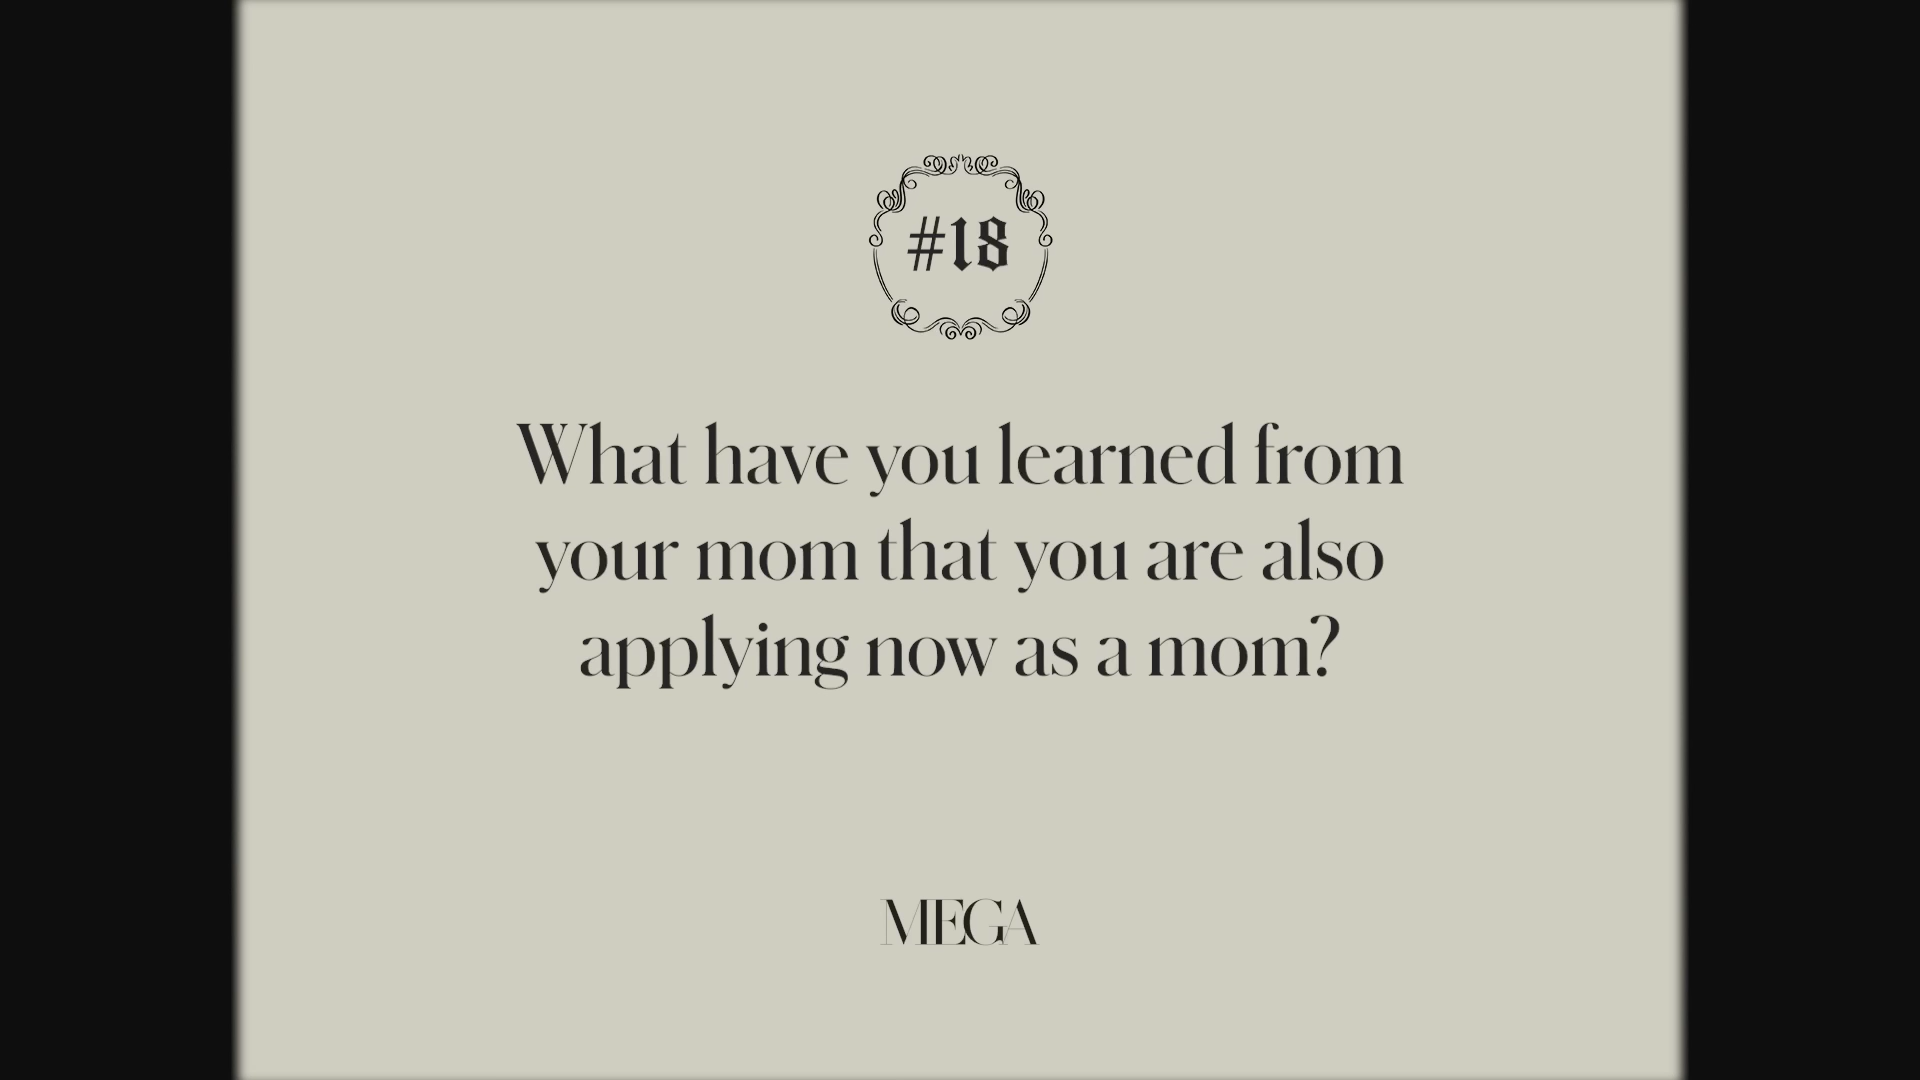 #18
What have you learned from
your mom that you are also
applying now as a mom?
MEGA